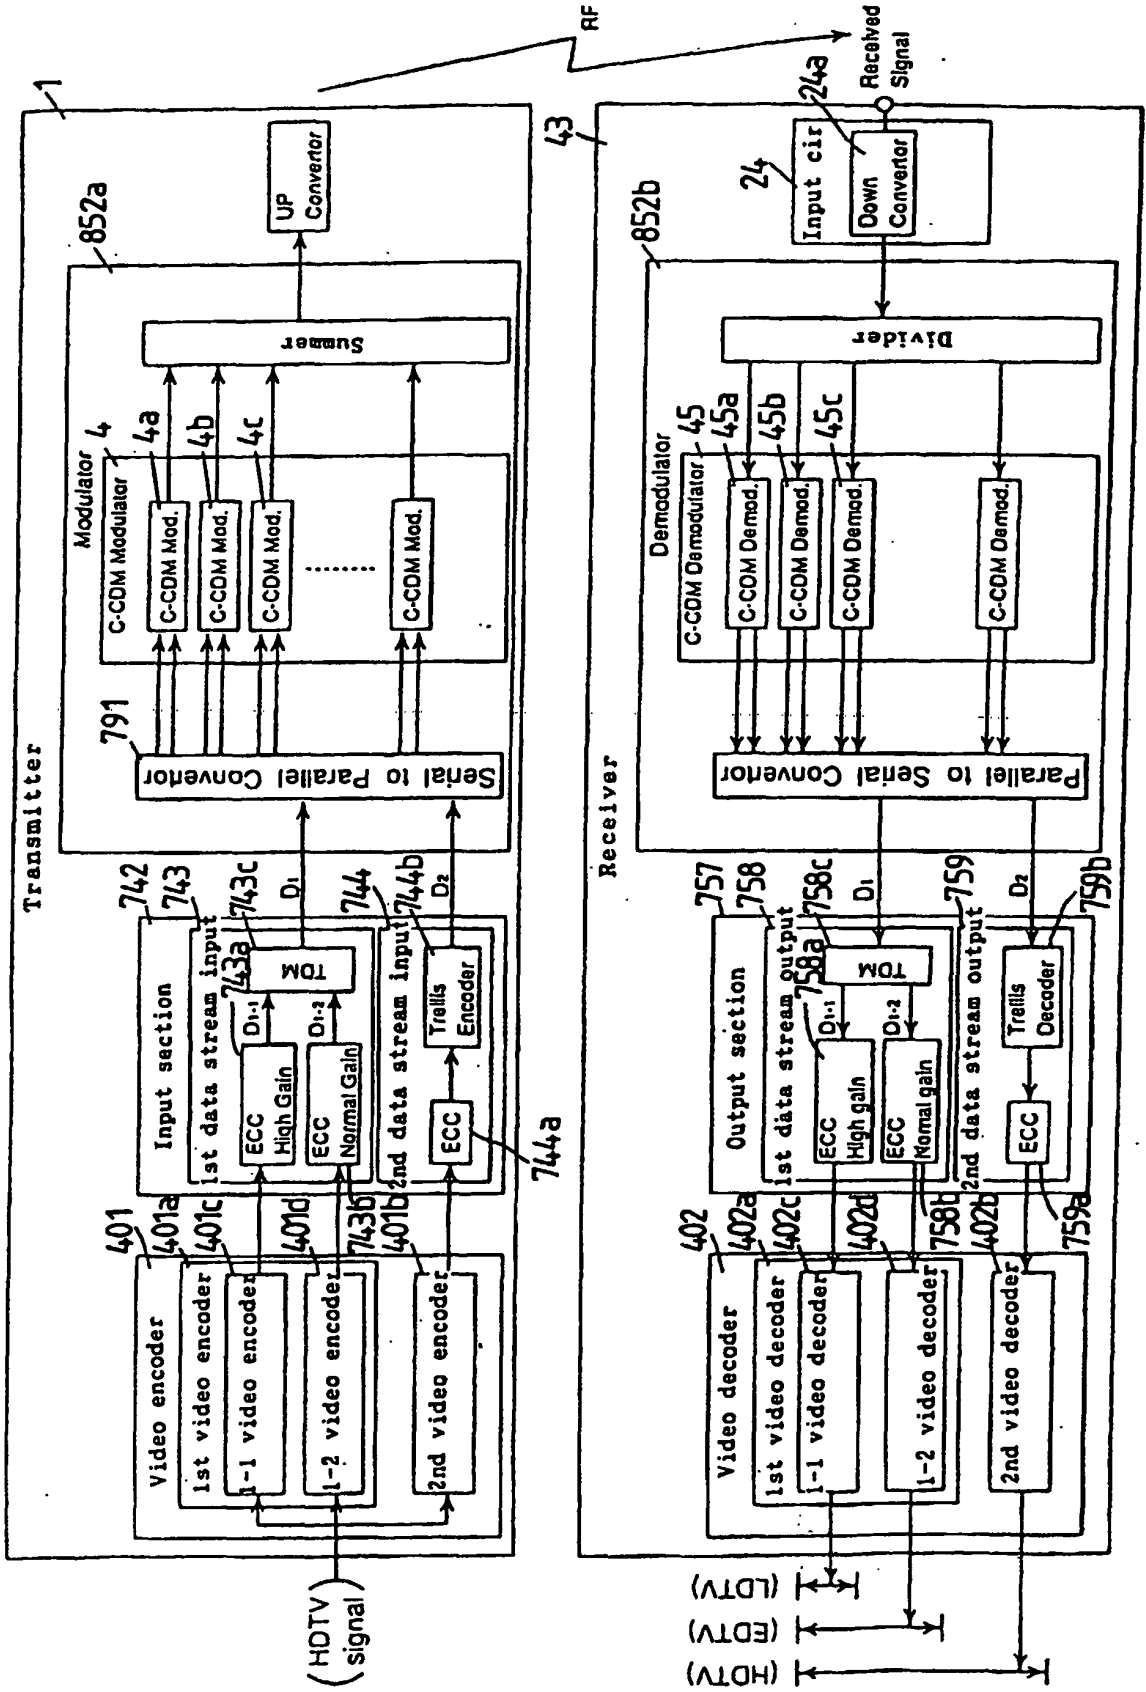 Transmitter
1
(HDTV
signal)
Video encoder
401
1st video encoder
401a
1-1 video encoder
401c
1-2 video encoder
401d
2nd video encoder
401b
Input section
742
1st data stream input
743
ECC
High Gain
743a
D1-1
ECC
Normal Gain
743b
D1-2
TDM
743c
2nd data stream input
744
ECC
744a
Trellis
Encoder
744b
D1
D2
Modulator
852a
Serial to Parallel Convertor
791
C-CDM Modulator
4
C-CDM Mod.
4a
C-CDM Mod.
4b
C-CDM Mod.
4c
C-CDM Mod.
Summer
UP
Convertor
RF
Receiver
43
Received
Signal
Input cir
24
Down
Convertor
24a
Demodulator
852b
Divider
C-CDM Demodulator
45
C-CDM Demod.
45a
C-CDM Demod.
45b
C-CDM Demod.
45c
C-CDM Demod.
Parallel to Serial Convertor
D1
D2
Output section
757
1st data stream output
758
TDM
758c
D1-1
ECC
High gain
758a
D1-2
ECC
Nomal gain
758b
2nd data stream output
759
Trellis
Decoder
759b
ECC
759a
Video decoder
402
1st video decoder
402a
1-1 video decoder
402c
1-2 video decoder
402d
2nd video decoder
402b
(LDTV)
(EDTV)
(HDTV)